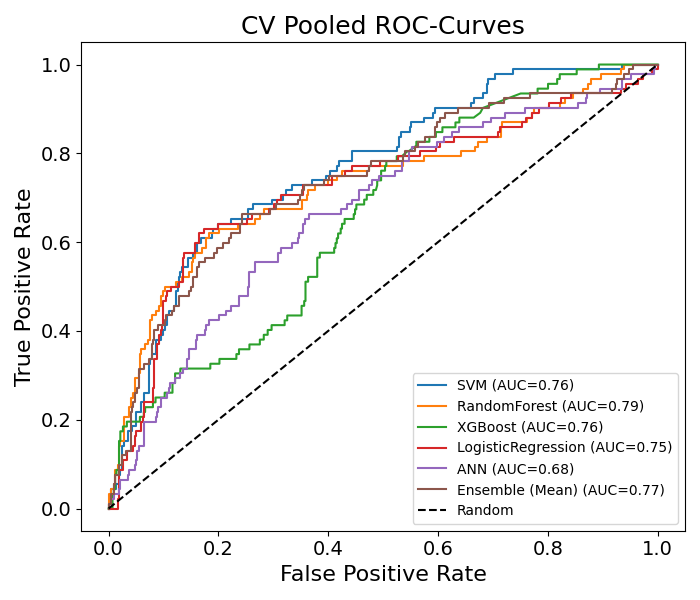 CV Pooled ROC-Curves
True Positive Rate
1.0
0.8
0.6
0.4
0.2
0.0
SVM (AUC=0.76)
RandomForest (AUC=0.79)
XGBoost (AUC=0.76)
LogisticRegression (AUC=0.75)
ANN (AUC=0.68)
Ensemble (Mean) (AUC=0.77)
Random
0.0 0.2 0.4 0.6 0.8 1.0
False Positive Rate